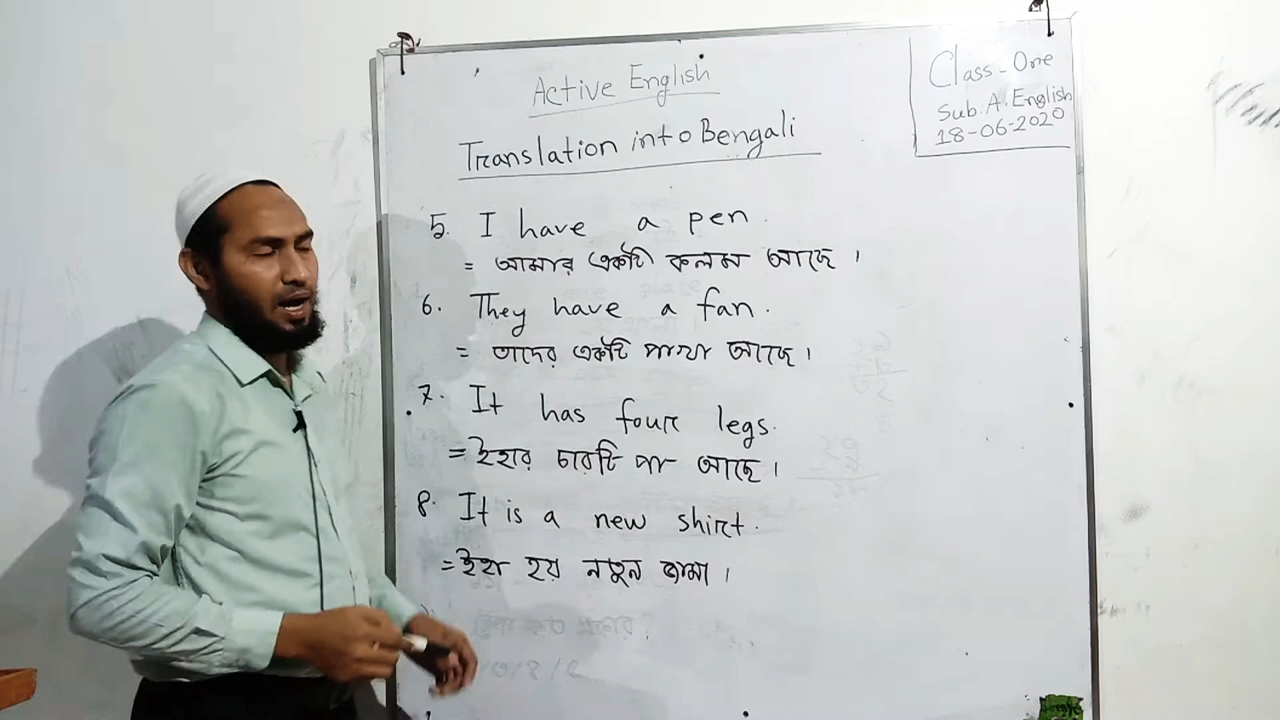 Active English
Translation into Bengali
Class-One
Sub. A. English
18-06-2020
5. I have a pen.
= আমার একটি কলম আছে।
6. They have a fan.
= তাদের একটি পাখা আছে।
7. It has four legs.
= ইহার চারটি পা আছে।
8. It is a new shirt.
= ইহা হয় নতুন জামা।